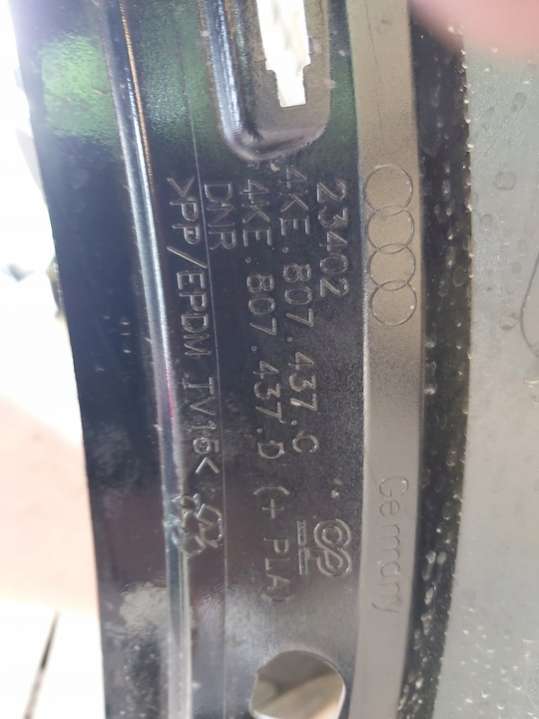 Germany
23402
4KE.807.437.C
4KE.807.437.D (+ PLA)
DNR
>PP/EPDM TV15<